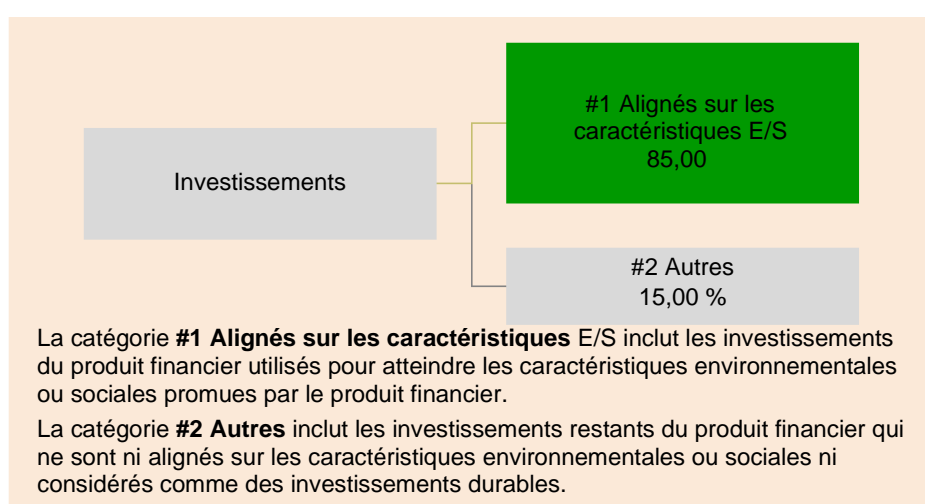 #1 Alignés sur les
caractéristiques E/S
85,00
Investissements
#2 Autres
15,00 %
La catégorie #1 Alignés sur les caractéristiques E/S inclut les investissements
du produit financier utilisés pour atteindre les caractéristiques environnementales
ou sociales promues par le produit financier.
La catégorie #2 Autres inclut les investissements restants du produit financier qui
ne sont ni alignés sur les caractéristiques environnementales ou sociales ni
considérés comme des investissements durables.